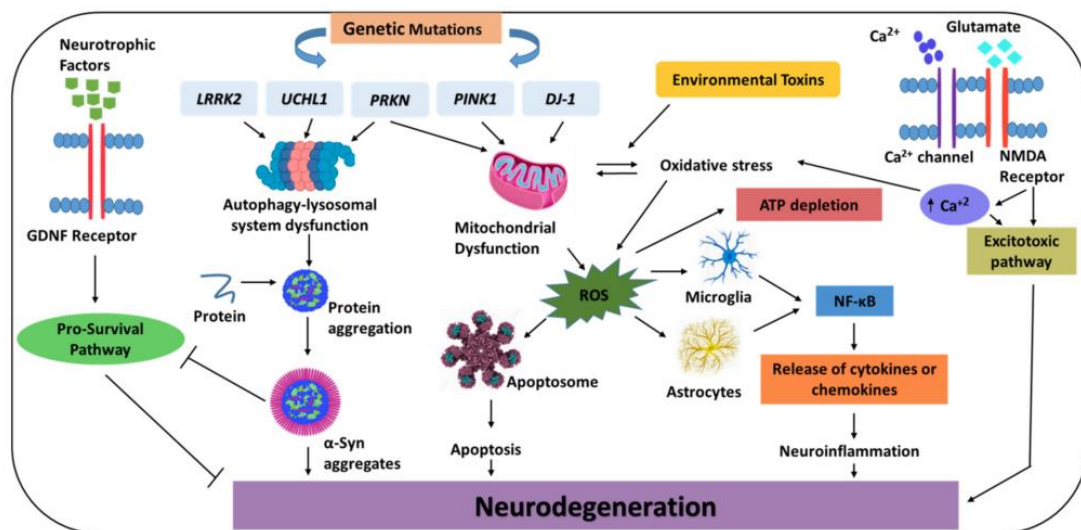 Genetic Mutations
Neurotrophic
Factors
Ca2+
Glutamate
LRRK2
UCHL1
PRKN
PINK1
DJ-1
Environmental Toxins
Ca2+ channel
NMDA
Receptor
Oxidative stress
Autophagy-lysosomal
system dysfunction
Mitochondrial
Dysfunction
GDNF Receptor
ATP depletion
↑ Ca+2
Excitotoxic
pathway
Protein
Protein
aggregation
ROS
Microglia
NF-κB
Pro-Survival
Pathway
Apoptosome
Astrocytes
Release of cytokines or
chemokines
α-Syn
aggregates
Apoptosis
Neuroinflammation
Neurodegeneration